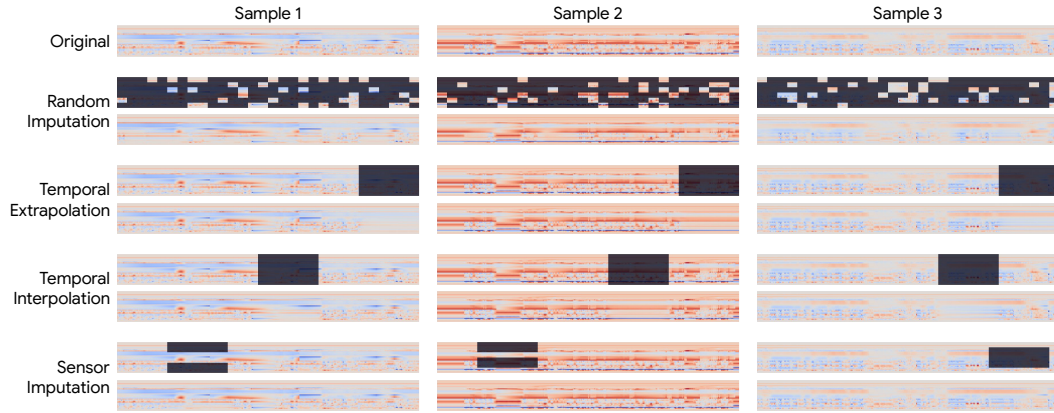 Sample 1
Sample 2
Sample 3
Original
Random
Imputation
Temporal
Extrapolation
Temporal
Interpolation
Sensor
Imputation